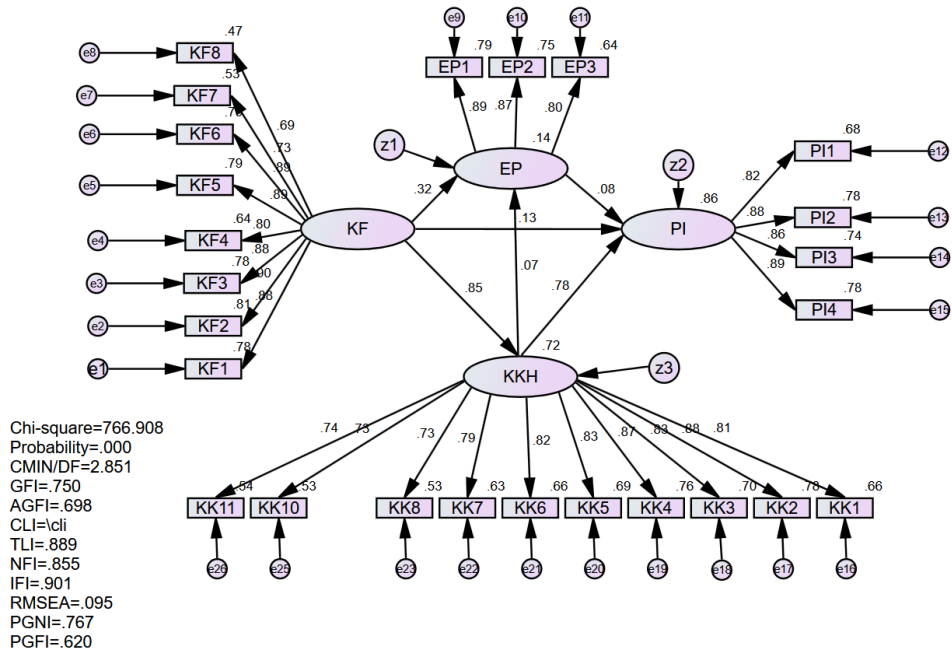 e9 e10 e11
.79 .75 .64
EP1 EP2 EP3
.89 .87 .80
.14
z1
EP
e8 KF8 .47
e7 KF7 .53
e6 KF6
e5 KF5 .79
e4 KF4 .64
e3 KF3 .78
e2 KF2 .81
e1 KF1 .78
.69
.73
.89
.89
.80
.88
.90
.88
KF
.32 .08
.13
.07
.85 .78
z2
.86
PI
.82 PI1 .68 e12
.88 PI2 .78 e13
.86 PI3 .74 e14
.89 PI4 .78 e15
.72
KKH
z3
.74 .73 .73 .79 .82 .83 .87 .83 .88 .81
.54 .53 .53 .63 .66 .69 .76 .70 .78 .66
KK11 KK10 KK8 KK7 KK6 KK5 KK4 KK3 KK2 KK1
e26 e25 e23 e22 e21 e20 e19 e18 e17 e16
Chi-square=766.908
Probability=.000
CMIN/DF=2.851
GFI=.750
AGFI=.698
CLI=\cli
TLI=.889
NFI=.855
IFI=.901
RMSEA=.095
PGNI=.767
PGFI=.620